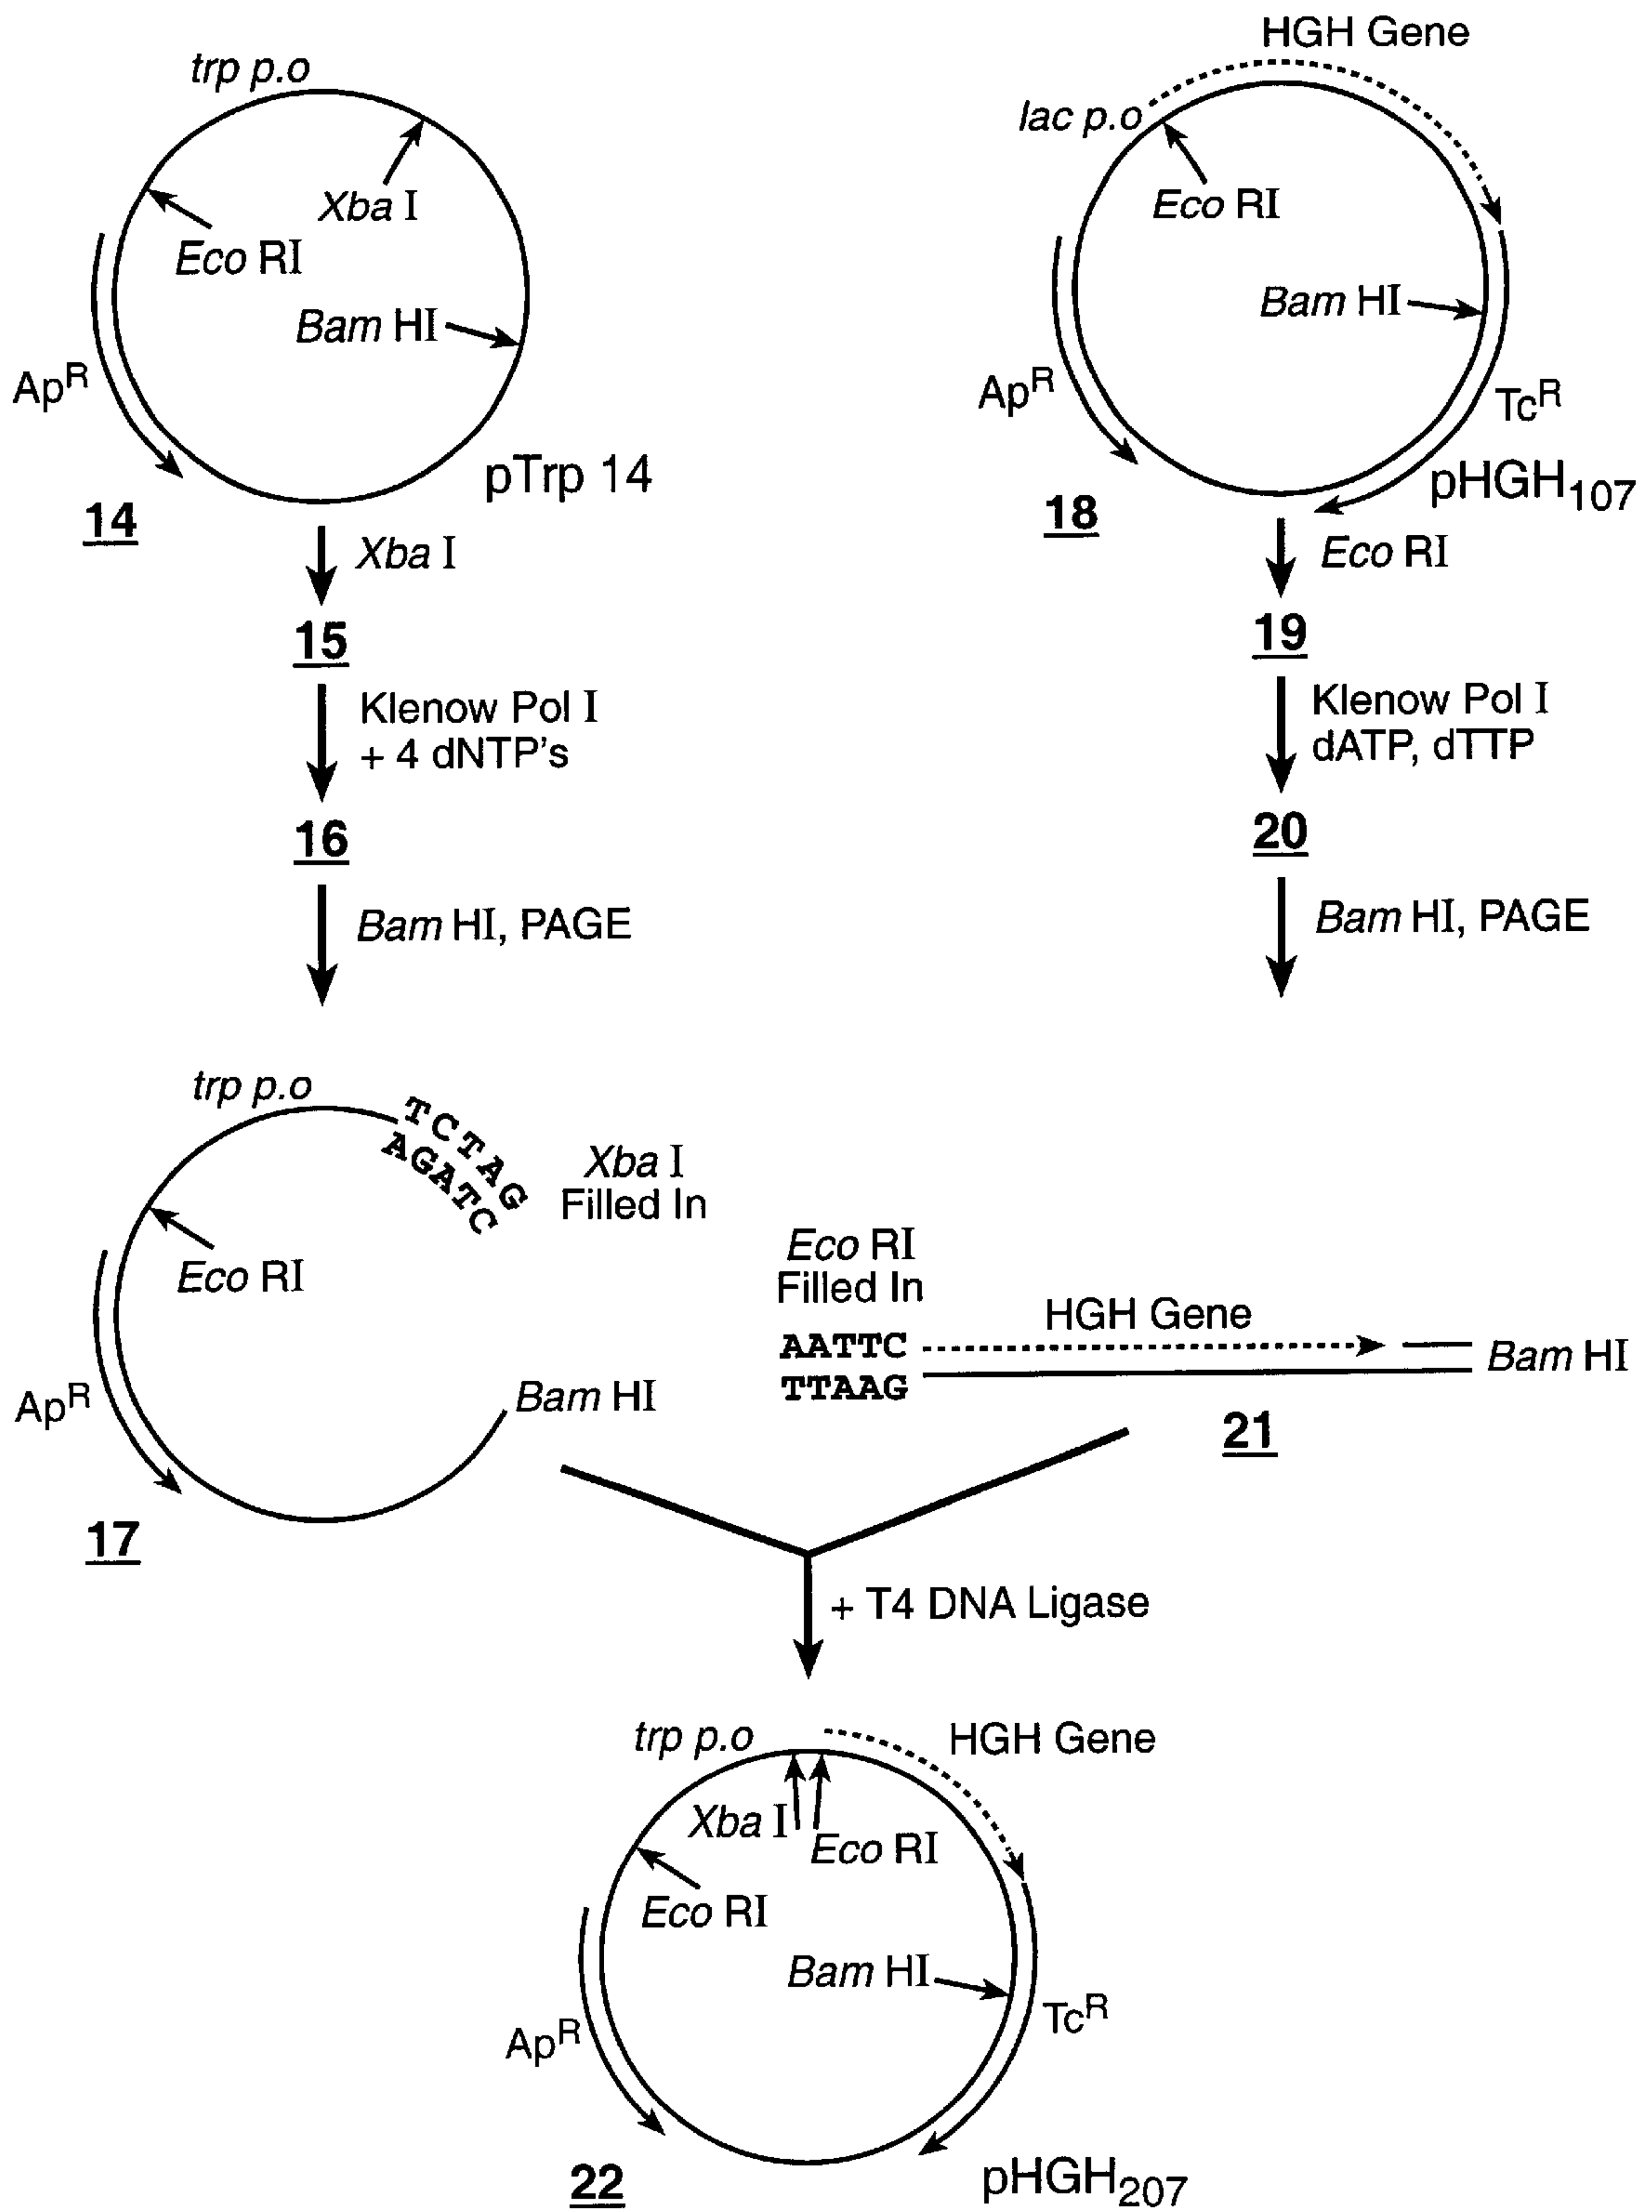 trp p.o
Xba I
Eco RI
Bam HI
Ap^R
pTrp 14
14
Xba I
15
Klenow Pol I
+ 4 dNTP's
16
Bam HI, PAGE
HGH Gene
lac p.o
Eco RI
Bam HI
Ap^R
Tc^R
pHGH_107
18
Eco RI
19
Klenow Pol I
dATP, dTTP
20
Bam HI, PAGE
trp p.o
TCTAG
AGATC
Xba I
Filled In
Eco RI
Bam HI
Ap^R
17
Eco RI
Filled In
AATTC
TTAAG
HGH Gene
Bam HI
21
+ T4 DNA Ligase
trp p.o
HGH Gene
Xba I
Eco RI
Eco RI
Bam HI
Ap^R
Tc^R
22
pHGH_207